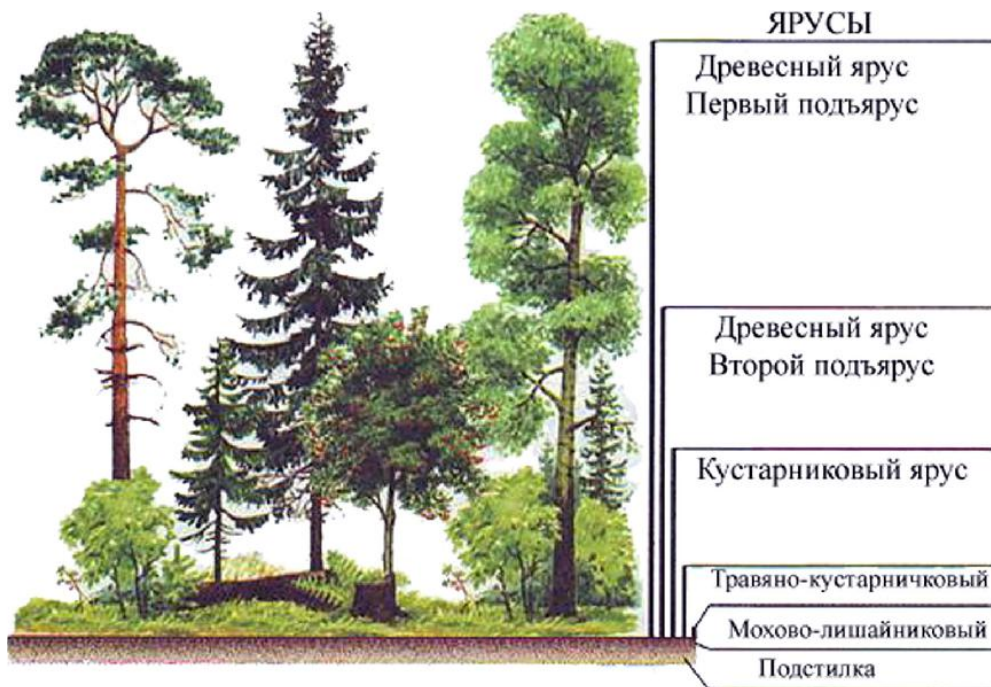 ЯРУСЫ
Древесный ярус
Первый подъярус
Древесный ярус
Второй подъярус
Кустарниковый ярус
Травяно-кустарничковый
Мохово-лишайниковый
Подстилка